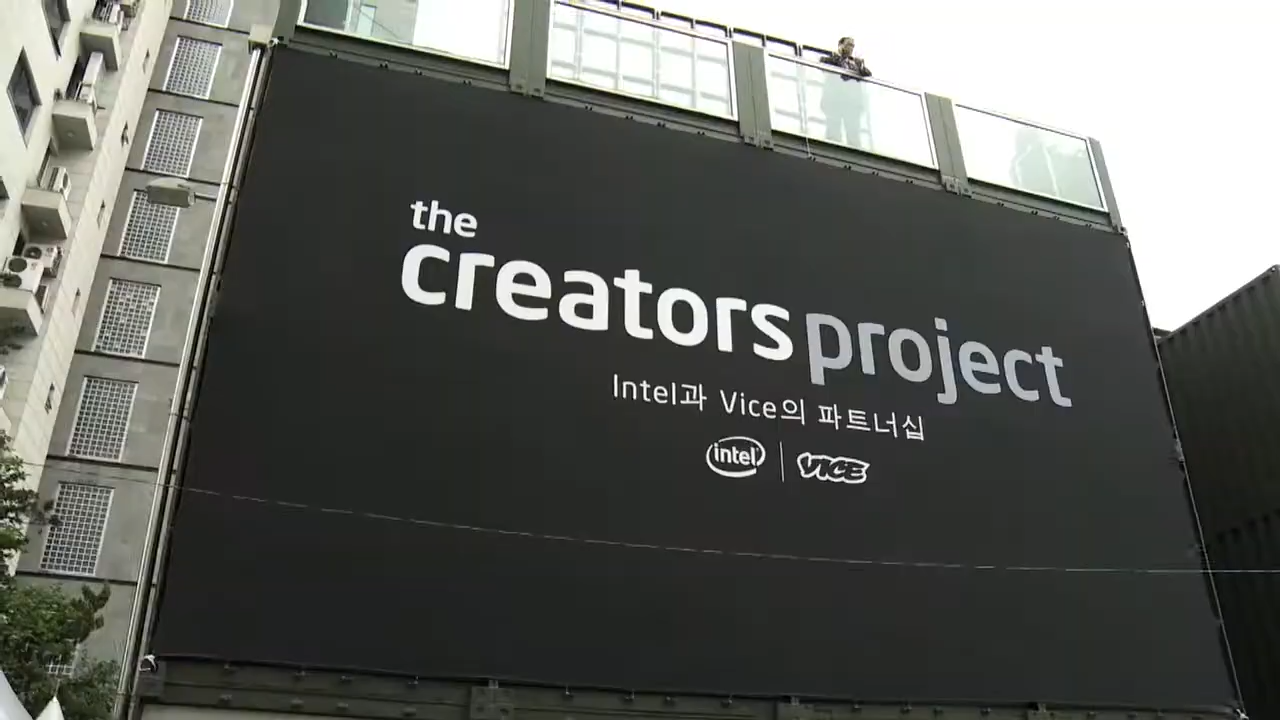 the
creators project
Intel과 Vice의 파트너십
intel VICE